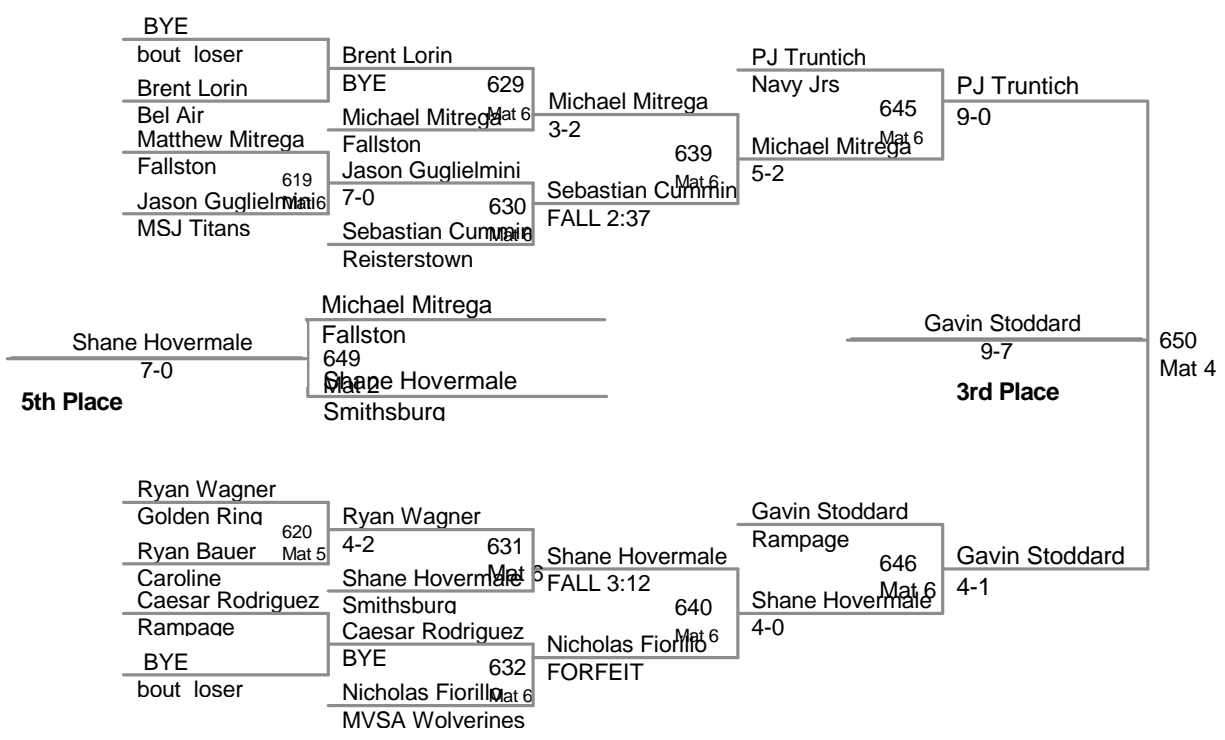 BYE
bout loser
Brent Lorin
Bel Air
Matthew Mitrega
Fallston
619
Mat 6
Jason Guglielmini
MSJ Titans
Brent Lorin
BYE
629
Mat 6
Michael Mitrega
Fallston
Jason Guglielmini
7-0
630
Mat 6
Sebastian Cummin
Reisterstown
Michael Mitrega
3-2
639
Mat 6
Sebastian Cummin
FALL 2:37
PJ Truntich
Navy Jrs
645
Mat 6
Michael Mitrega
5-2
PJ Truntich
9-0
Michael Mitrega
Fallston
649
Mat 2
Shane Hovermale
Smithsburg
Shane Hovermale
7-0
5th Place
Gavin Stoddard
9-7
3rd Place
650
Mat 4
Ryan Wagner
Golden Ring
620
Mat 5
Ryan Bauer
Caroline
Caesar Rodriguez
Rampage
BYE
bout loser
Ryan Wagner
4-2
631
Mat 6
Shane Hovermale
Smithsburg
Caesar Rodriguez
BYE
632
Mat 6
Nicholas Fiorillo
MVSA Wolverines
Shane Hovermale
FALL 3:12
640
Mat 6
Nicholas Fiorillo
FORFEIT
Gavin Stoddard
Rampage
646
Mat 6
Shane Hovermale
4-0
Gavin Stoddard
4-1